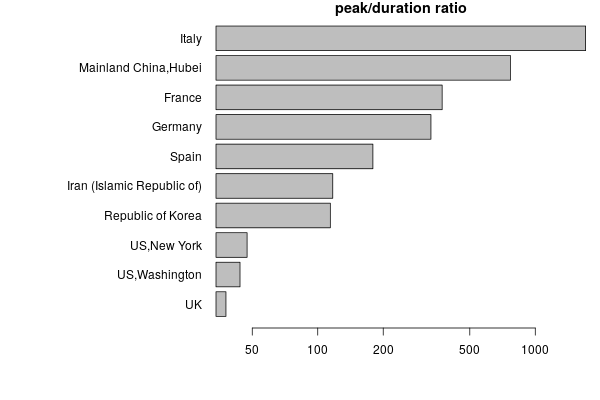 peak/duration ratio
Italy
Mainland China,Hubei
France
Germany
Spain
Iran (Islamic Republic of)
Republic of Korea
US,New York
US,Washington
UK
50 100 200 500 1000